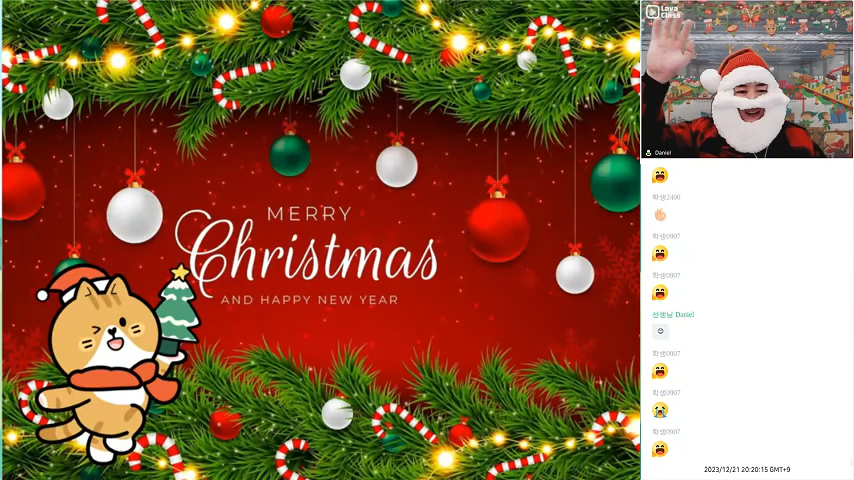 MERRY
Christmas
AND HAPPY NEW YEAR
Lava
Class
Daniel
학생2490
학생0907
학생0907
선생님 Daniel
학생0907
학생0907
학생0907
2023/12/21 20:20:15 GMT+9